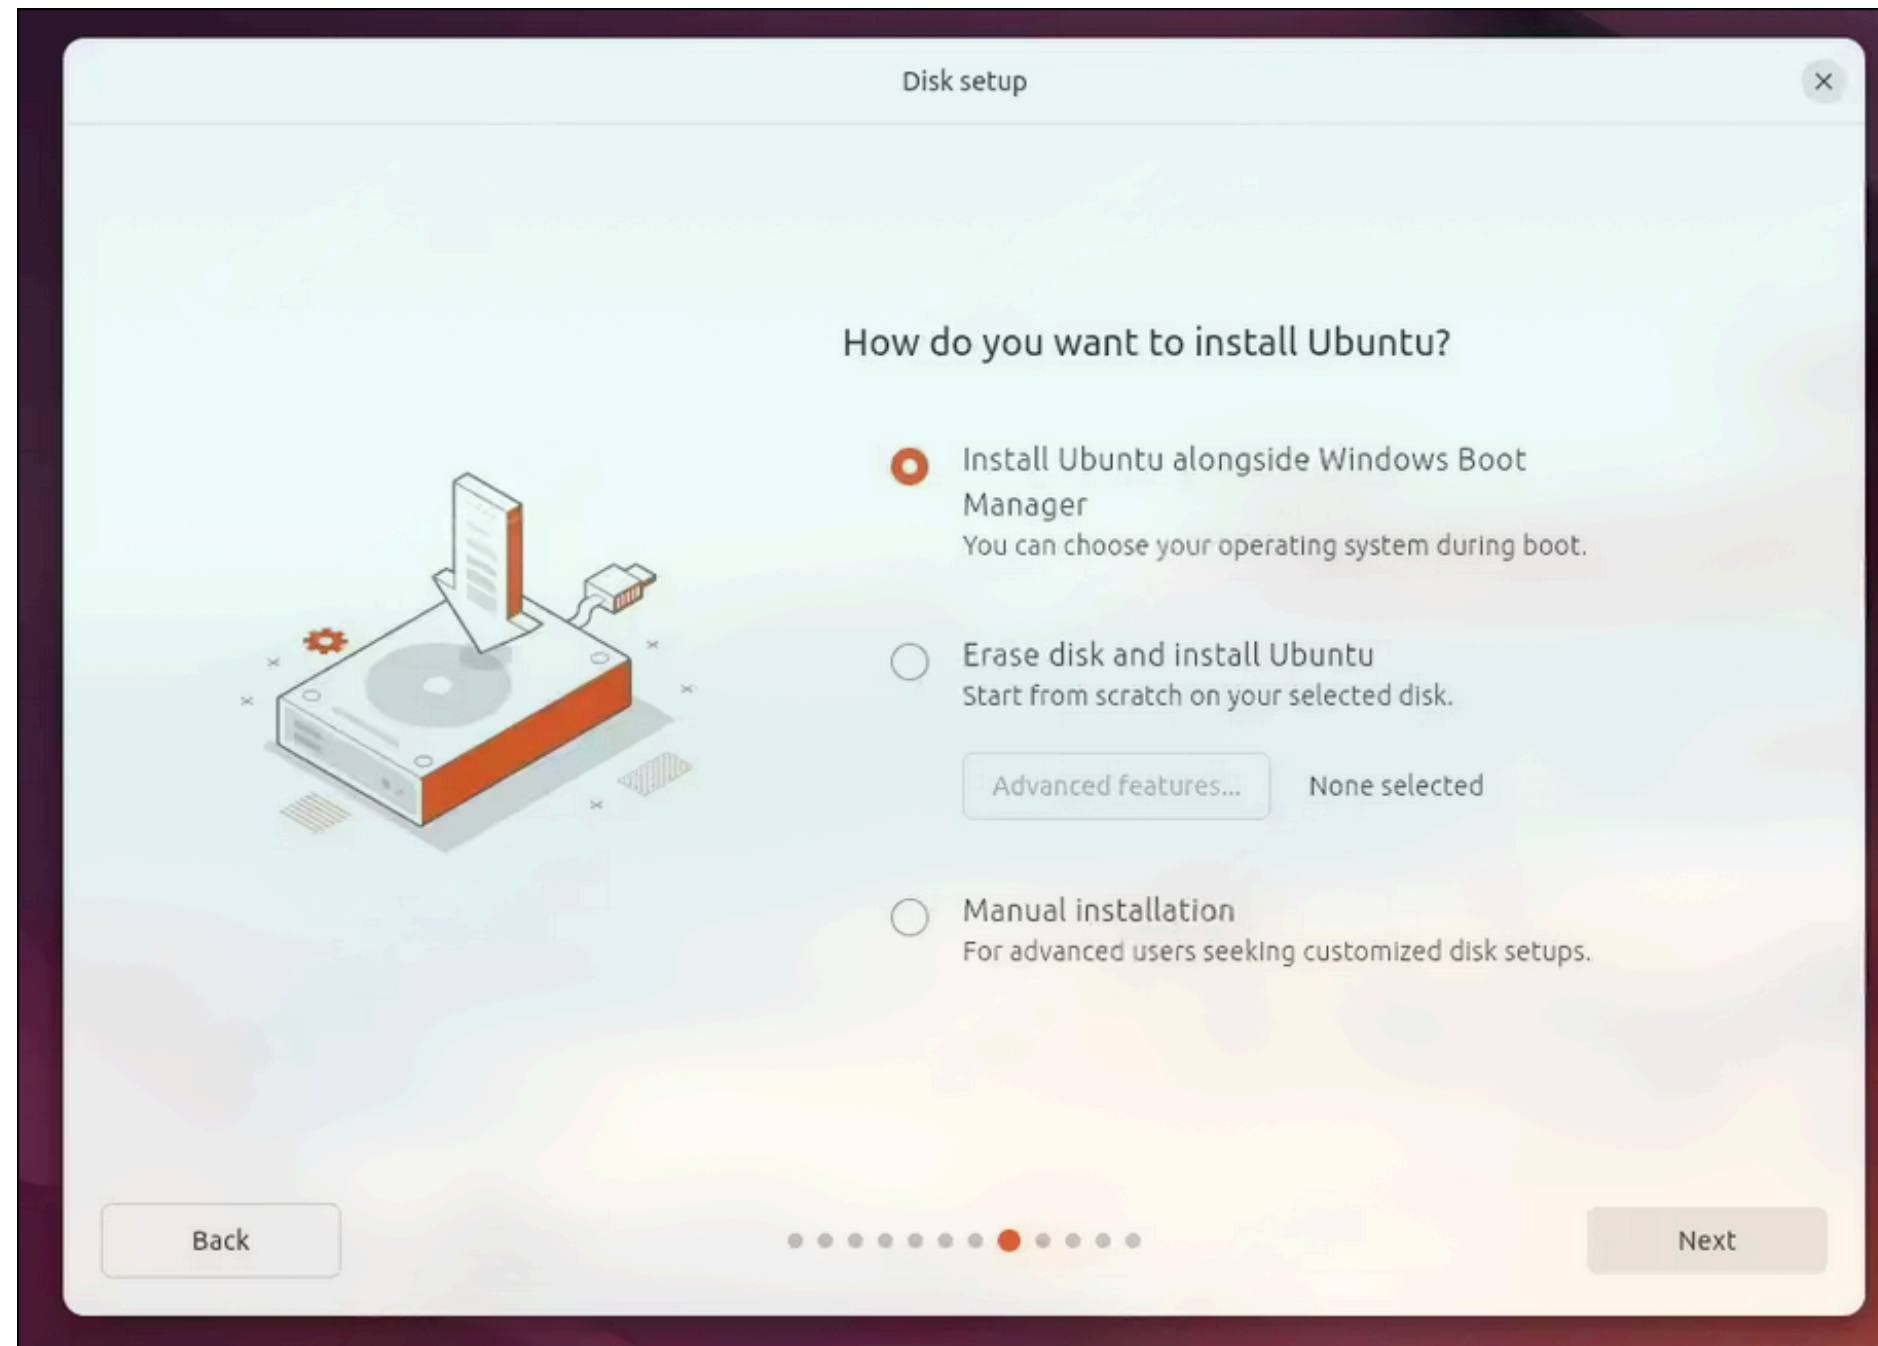 Disk setup
How do you want to install Ubuntu?
Install Ubuntu alongside Windows Boot
Manager
You can choose your operating system during boot.
Erase disk and install Ubuntu
Start from scratch on your selected disk.
Advanced features...
None selected
Manual installation
For advanced users seeking customized disk setups.
Back
Next